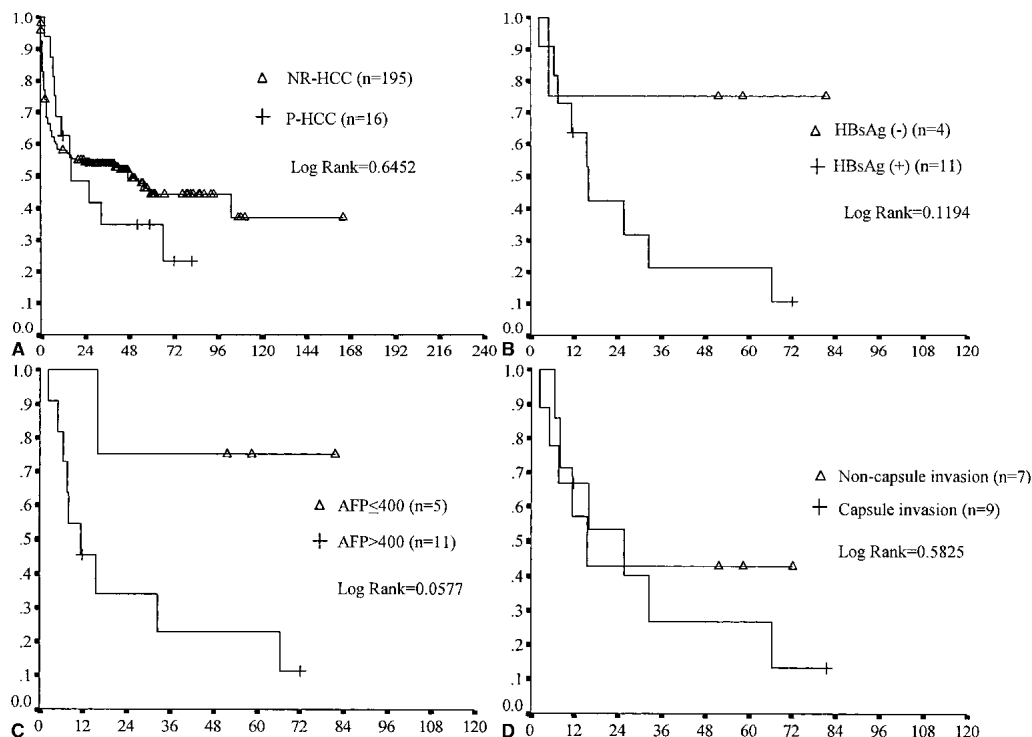 1.0
.9
.8
.7
.6
.5
.4
.3
.2
.1
0.0
NR-HCC (n=195)
P-HCC (n=16)
Log Rank=0.6452
A
0 24 48 72 96 120 144 168 192 216 240
1.0
.9
.8
.7
.6
.5
.4
.3
.2
.1
0.0
HBsAg (-) (n=4)
HBsAg (+) (n=11)
Log Rank=0.1194
B
0 12 24 36 48 60 72 84 96 108 120
1.0
.9
.8
.7
.6
.5
.4
.3
.2
.1
0.0
AFP≤400 (n=5)
AFP>400 (n=11)
Log Rank=0.0577
C
0 12 24 36 48 60 72 84 96 108 120
1.0
.9
.8
.7
.6
.5
.4
.3
.2
.1
0.0
Non-capsule invasion (n=7)
Capsule invasion (n=9)
Log Rank=0.5825
D
0 12 24 36 48 60 72 84 96 108 120